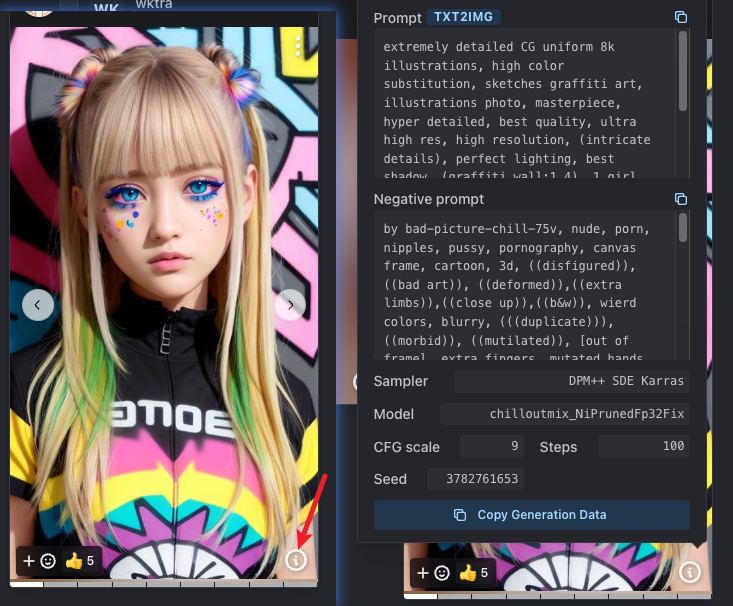 WK
wktra
ƎTOИƎ
5
Prompt TXT2IMG
extremely detailed CG uniform 8k
illustrations, high color
substitution, sketches graffiti art,
illustrations photo, masterpiece,
hyper detailed, best quality, ultra
high res, high resolution, (intricate
details), perfect lighting, best
shadow, (graffiti wall:1.4), 1 girl
Negative prompt
by bad-picture-chill-75v, nude, porn,
nipples, pussy, pornography, canvas
frame, cartoon, 3d, ((disfigured)),
((bad art)), ((deformed)),((extra
limbs)),((close up)),((b&w)), wierd
colors, blurry, (((duplicate))),
((morbid)), ((mutilated)), [out of
frame], extra fingers, mutated hands
Sampler DPM++ SDE Karras
Model chilloutmix_NiPrunedFp32Fix
CFG scale 9 Steps 100
Seed 3782761653
Copy Generation Data
5